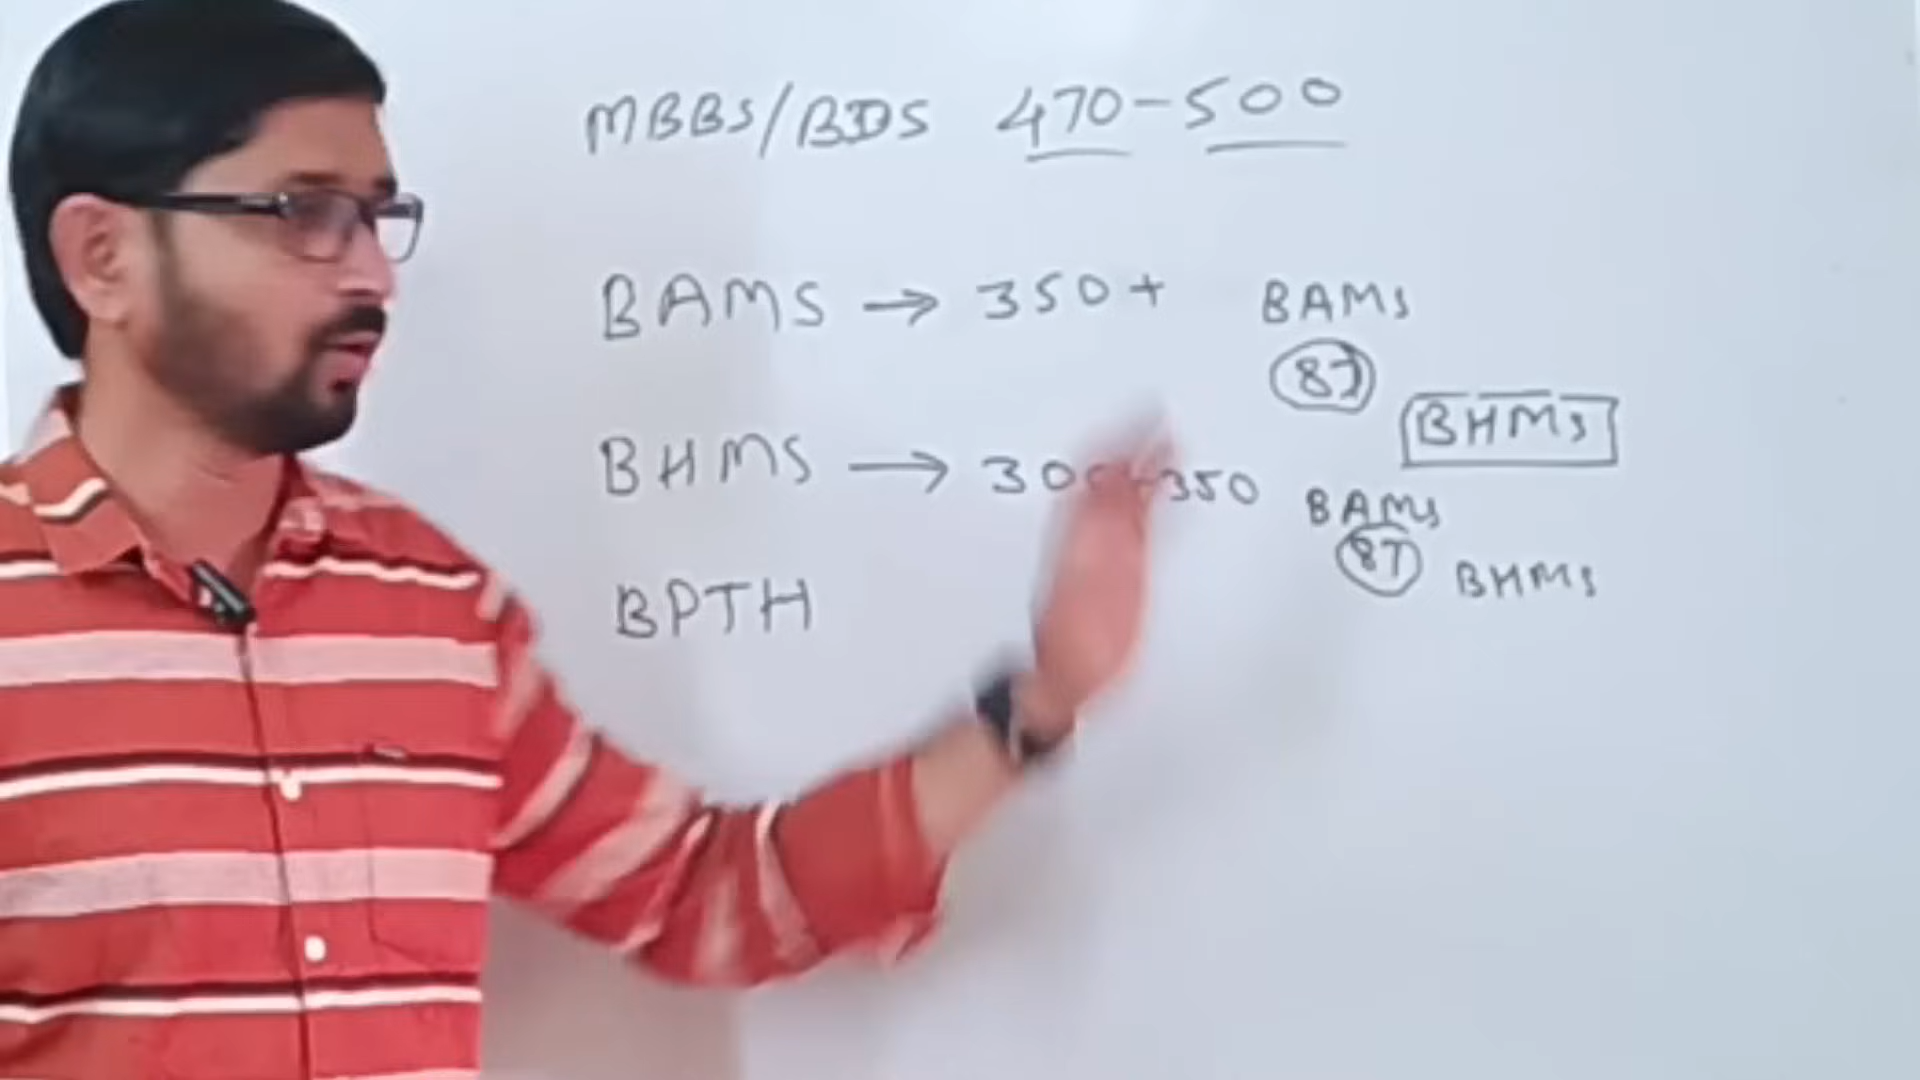 MBBS/BDS 470-500
BAMS → 350+
BHMS → 300-350
BPTH
BAMS
87
BHMS
BAMS
87
BHMS